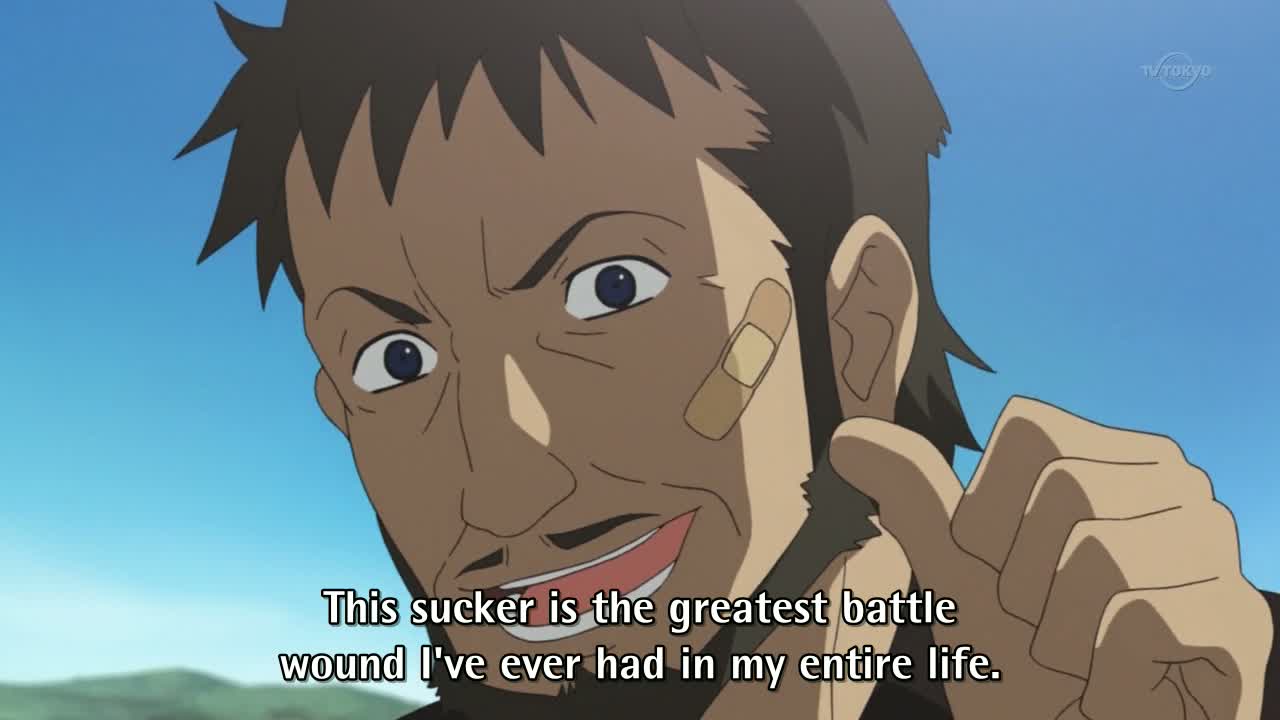 TV TOKYO
This sucker is the greatest battle
wound I've ever had in my entire life.